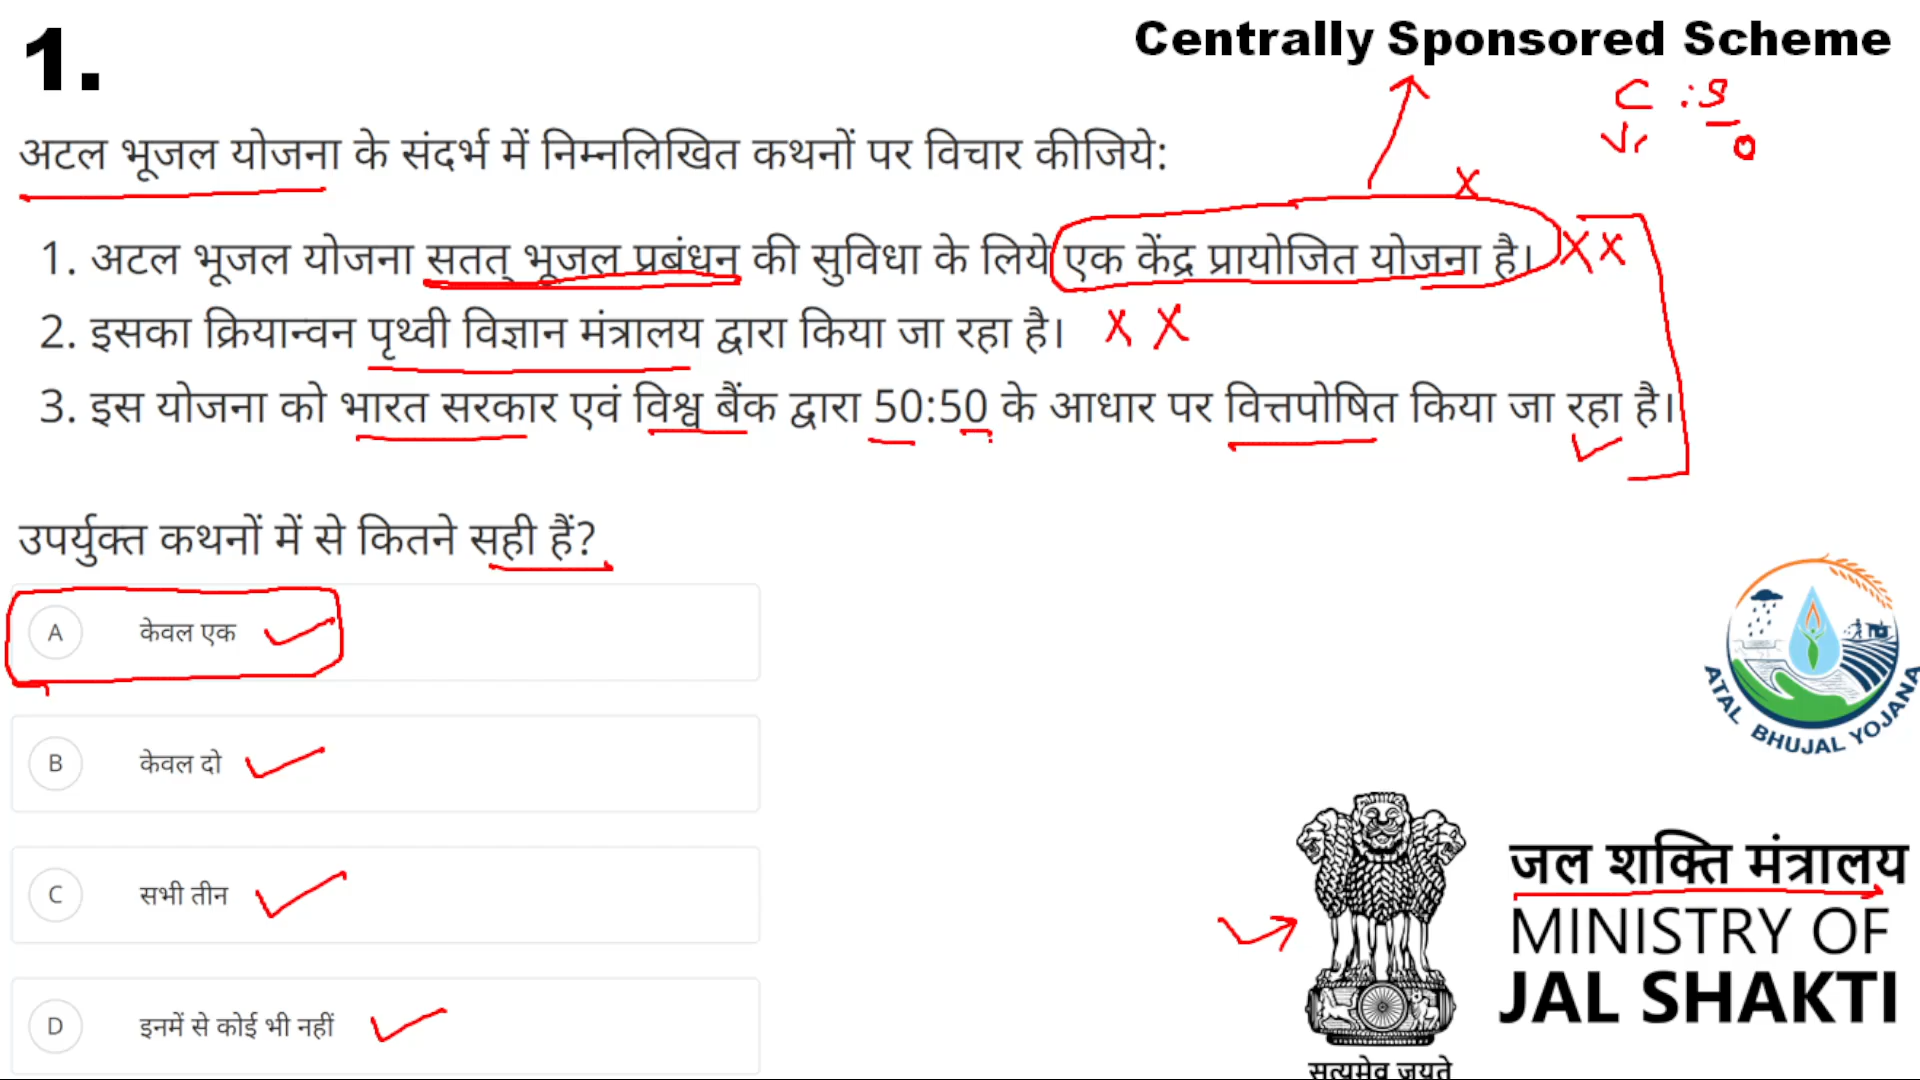 1.
Centrally Sponsored Scheme
C : S
0
अटल भूजल योजना के संदर्भ में निम्नलिखित कथनों पर विचार कीजिये:
1. अटल भूजल योजना सतत् भूजल प्रबंधन की सुविधा के लिये एक केंद्र प्रायोजित योजना है।
2. इसका क्रियान्वन पृथ्वी विज्ञान मंत्रालय द्वारा किया जा रहा है।
3. इस योजना को भारत सरकार एवं विश्व बैंक द्वारा 50:50 के आधार पर वित्तपोषित किया जा रहा है।
उपर्युक्त कथनों में से कितने सही हैं?
A केवल एक
B केवल दो
C सभी तीन
D इनमें से कोई भी नहीं
ATAL BHUJAL YOJANA
जल शक्ति मंत्रालय
MINISTRY OF
JAL SHAKTI
सत्यमेव जयते